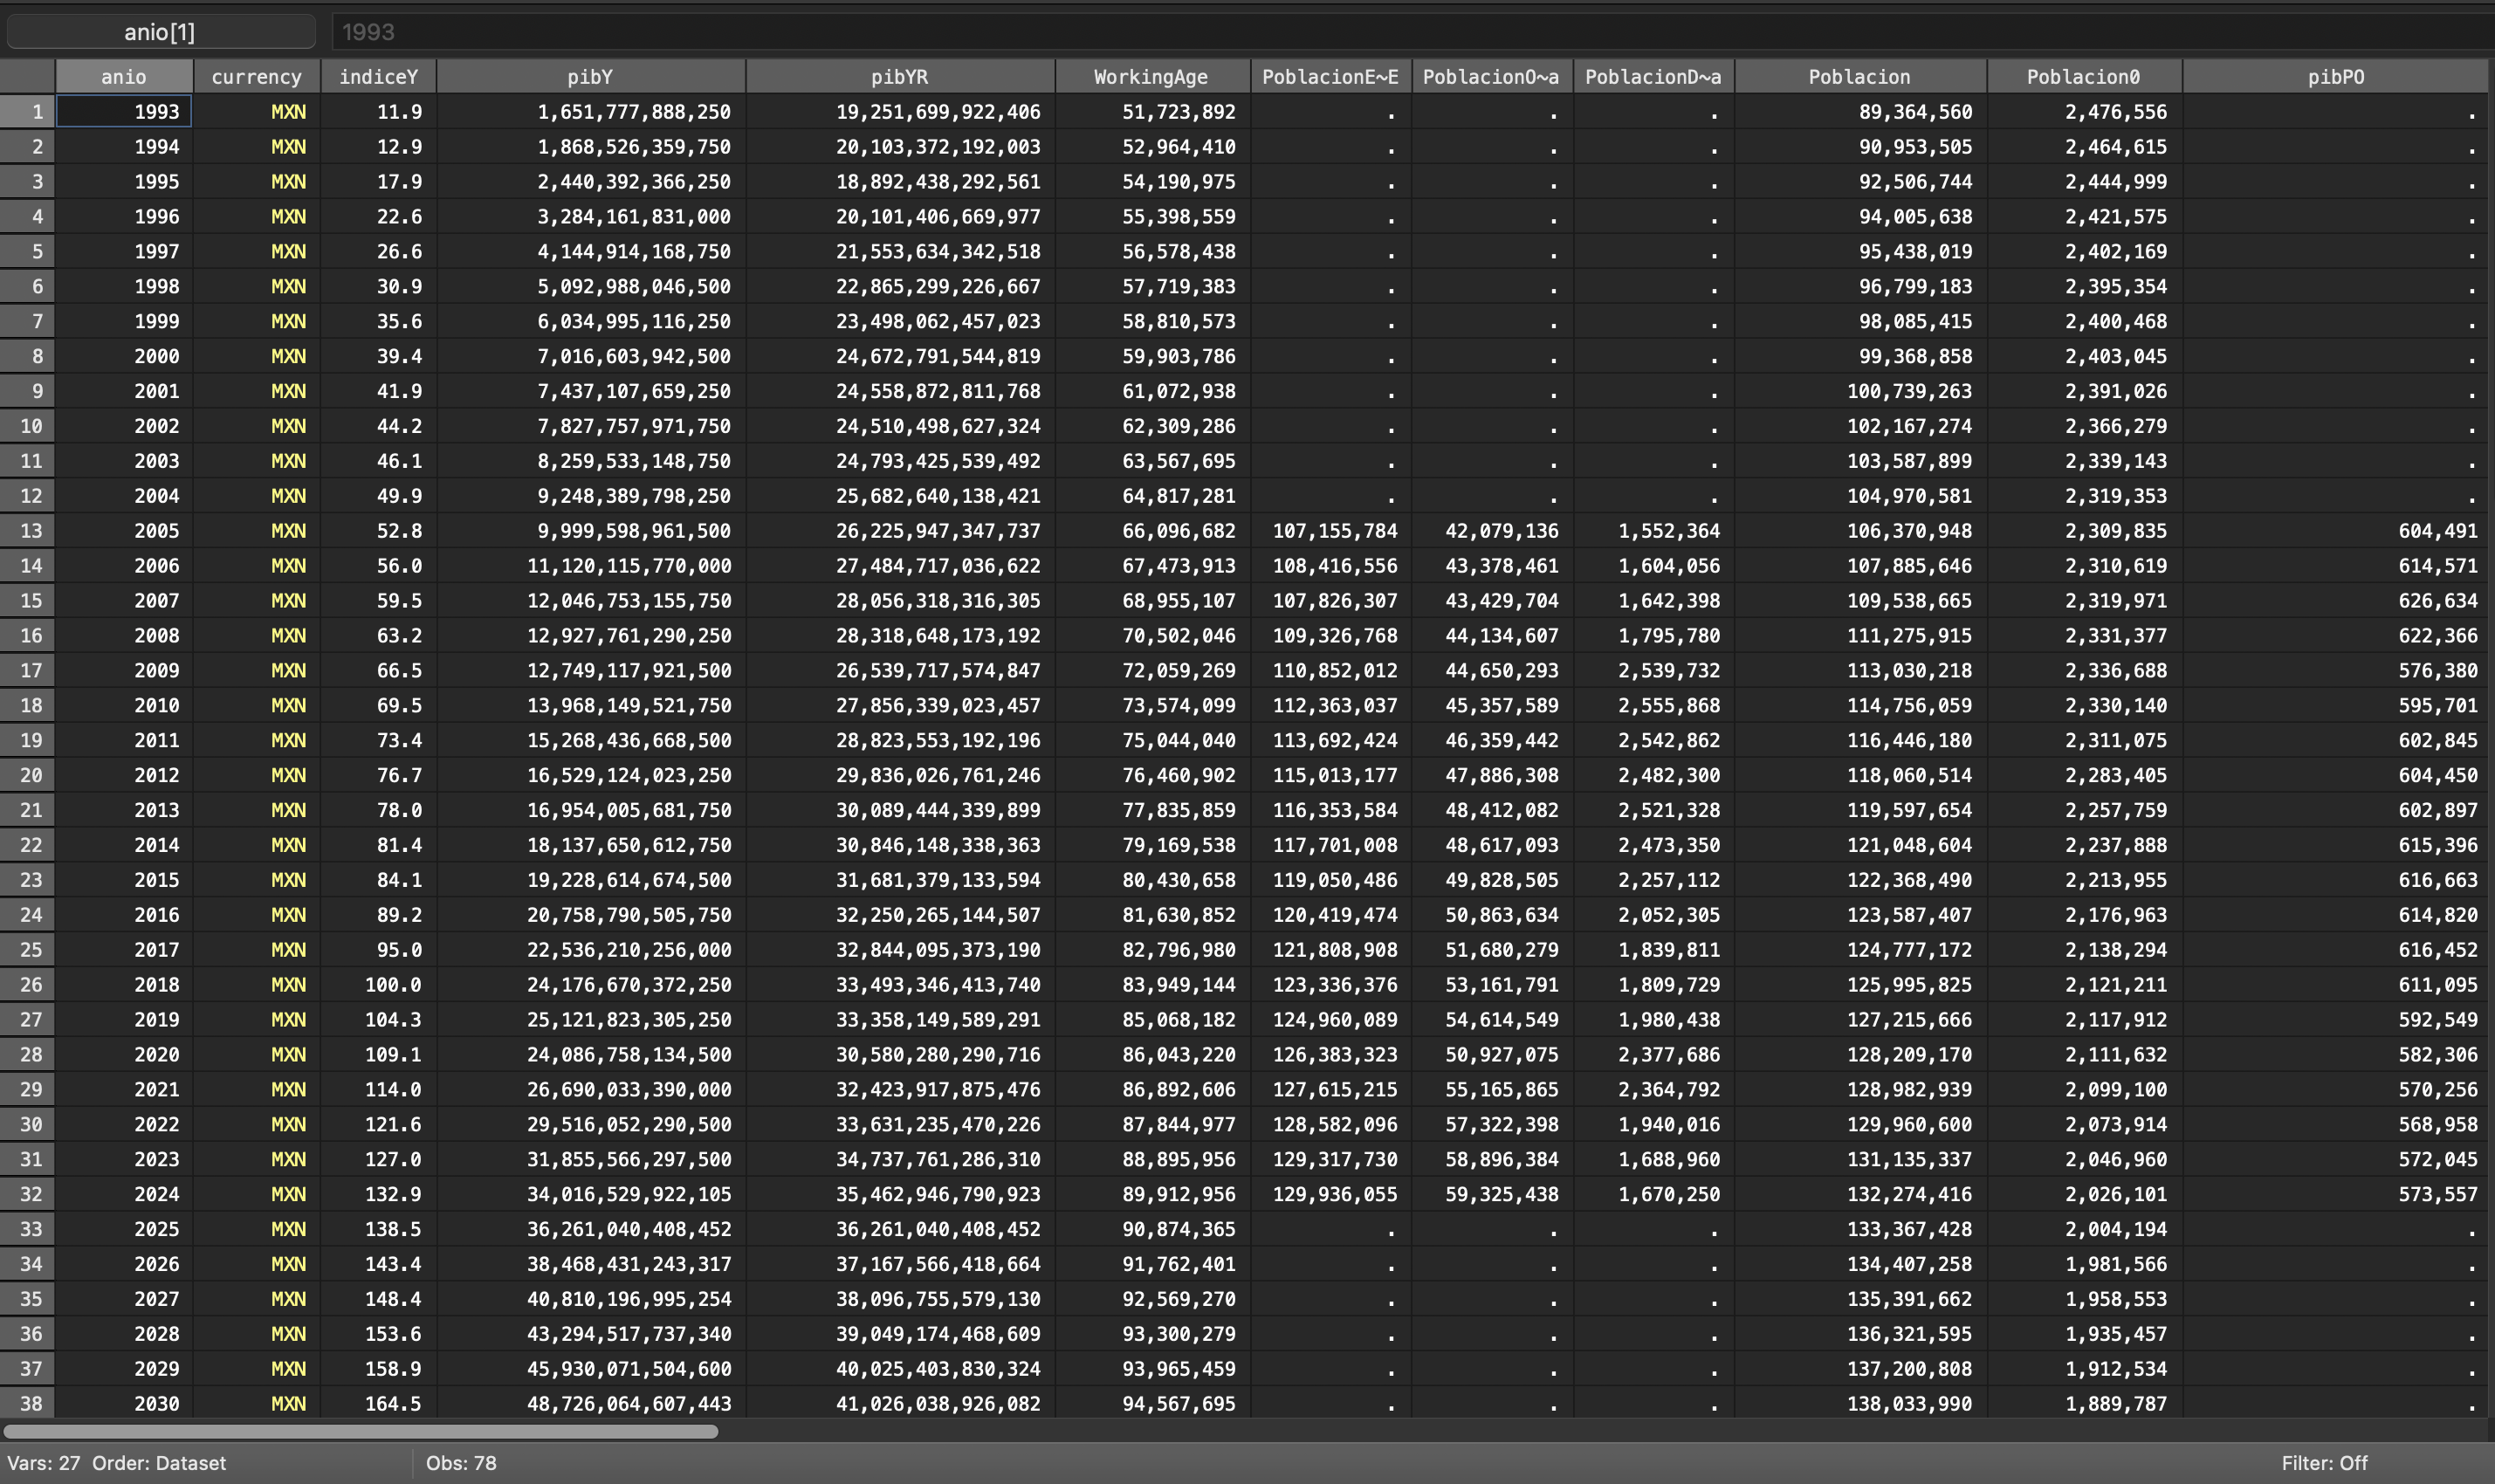 anio[1] 1993
anio currency indiceY pibY pibYR WorkingAge PoblacionE~E PoblacionO~a PoblacionD~a Poblacion Poblacion0 pibPO
1 1993 MXN 11.9 1,651,777,888,250 19,251,699,922,406 51,723,892 . . . 89,364,560 2,476,556 .
2 1994 MXN 12.9 1,868,526,359,750 20,103,372,192,003 52,964,410 . . . 90,953,505 2,464,615 .
3 1995 MXN 17.9 2,440,392,366,250 18,892,438,292,561 54,190,975 . . . 92,506,744 2,444,999 .
4 1996 MXN 22.6 3,284,161,831,000 20,101,406,669,977 55,398,559 . . . 94,005,638 2,421,575 .
5 1997 MXN 26.6 4,144,914,168,750 21,553,634,342,518 56,578,438 . . . 95,438,019 2,402,169 .
6 1998 MXN 30.9 5,092,988,046,500 22,865,299,226,667 57,719,383 . . . 96,799,183 2,395,354 .
7 1999 MXN 35.6 6,034,995,116,250 23,498,062,457,023 58,810,573 . . . 98,085,415 2,400,468 .
8 2000 MXN 39.4 7,016,603,942,500 24,672,791,544,819 59,903,786 . . . 99,368,858 2,403,045 .
9 2001 MXN 41.9 7,437,107,659,250 24,558,872,811,768 61,072,938 . . . 100,739,263 2,391,026 .
10 2002 MXN 44.2 7,827,757,971,750 24,510,498,627,324 62,309,286 . . . 102,167,274 2,366,279 .
11 2003 MXN 46.1 8,259,533,148,750 24,793,425,539,492 63,567,695 . . . 103,587,899 2,339,143 .
12 2004 MXN 49.9 9,248,389,798,250 25,682,640,138,421 64,817,281 . . . 104,970,581 2,319,353 .
13 2005 MXN 52.8 9,999,598,961,500 26,225,947,347,737 66,096,682 107,155,784 42,079,136 1,552,364 106,370,948 2,309,835 604,491
14 2006 MXN 56.0 11,120,115,770,000 27,484,717,036,622 67,473,913 108,416,556 43,378,461 1,604,056 107,885,646 2,310,619 614,571
15 2007 MXN 59.5 12,046,753,155,750 28,056,318,316,305 68,955,107 107,826,307 43,429,704 1,642,398 109,538,665 2,319,971 626,634
16 2008 MXN 63.2 12,927,761,290,250 28,318,648,173,192 70,502,046 109,326,768 44,134,607 1,795,780 111,275,915 2,331,377 622,366
17 2009 MXN 66.5 12,749,117,921,500 26,539,717,574,847 72,059,269 110,852,012 44,650,293 2,539,732 113,030,218 2,336,688 576,380
18 2010 MXN 69.5 13,968,149,521,750 27,856,339,023,457 73,574,099 112,363,037 45,357,589 2,555,868 114,756,059 2,330,140 595,701
19 2011 MXN 73.4 15,268,436,668,500 28,823,553,192,196 75,044,040 113,692,424 46,359,442 2,542,862 116,446,180 2,311,075 602,845
20 2012 MXN 76.7 16,529,124,023,250 29,836,026,761,246 76,460,902 115,013,177 47,886,308 2,482,300 118,060,514 2,283,405 604,450
21 2013 MXN 78.0 16,954,005,681,750 30,089,444,339,899 77,835,859 116,353,584 48,412,082 2,521,328 119,597,654 2,257,759 602,897
22 2014 MXN 81.4 18,137,650,612,750 30,846,148,338,363 79,169,538 117,701,008 48,617,093 2,473,350 121,048,604 2,237,888 615,396
23 2015 MXN 84.1 19,228,614,674,500 31,681,379,133,594 80,430,658 119,050,486 49,828,505 2,257,112 122,368,490 2,213,955 616,663
24 2016 MXN 89.2 20,758,790,505,750 32,250,265,144,507 81,630,852 120,419,474 50,863,634 2,052,305 123,587,407 2,176,963 614,820
25 2017 MXN 95.0 22,536,210,256,000 32,844,095,373,190 82,796,980 121,808,908 51,680,279 1,839,811 124,777,172 2,138,294 616,452
26 2018 MXN 100.0 24,176,670,372,250 33,493,346,413,740 83,949,144 123,336,376 53,161,791 1,809,729 125,995,825 2,121,211 611,095
27 2019 MXN 104.3 25,121,823,305,250 33,358,149,589,291 85,068,182 124,960,089 54,614,549 1,980,438 127,215,666 2,117,912 592,549
28 2020 MXN 109.1 24,086,758,134,500 30,580,280,290,716 86,043,220 126,383,323 50,927,075 2,377,686 128,209,170 2,111,632 582,306
29 2021 MXN 114.0 26,690,033,390,000 32,423,917,875,476 86,892,606 127,615,215 55,165,865 2,364,792 128,982,939 2,099,100 570,256
30 2022 MXN 121.6 29,516,052,290,500 33,631,235,470,226 87,844,977 128,582,096 57,322,398 1,940,016 129,960,600 2,073,914 568,958
31 2023 MXN 127.0 31,855,566,297,500 34,737,761,286,310 88,895,956 129,317,730 58,896,384 1,688,960 131,135,337 2,046,960 572,045
32 2024 MXN 132.9 34,016,529,922,105 35,462,946,790,923 89,912,956 129,936,055 59,325,438 1,670,250 132,274,416 2,026,101 573,557
33 2025 MXN 138.5 36,261,040,408,452 36,261,040,408,452 90,874,365 . . . 133,367,428 2,004,194 .
34 2026 MXN 143.4 38,468,431,243,317 37,167,566,418,664 91,762,401 . . . 134,407,258 1,981,566 .
35 2027 MXN 148.4 40,810,196,995,254 38,096,755,579,130 92,569,270 . . . 135,391,662 1,958,553 .
36 2028 MXN 153.6 43,294,517,737,340 39,049,174,468,609 93,300,279 . . . 136,321,595 1,935,457 .
37 2029 MXN 158.9 45,930,071,504,600 40,025,403,830,324 93,965,459 . . . 137,200,808 1,912,534 .
38 2030 MXN 164.5 48,726,064,607,443 41,026,038,926,082 94,567,695 . . . 138,033,990 1,889,787 .
Vars: 27 Order: Dataset Obs: 78 Filter: Off